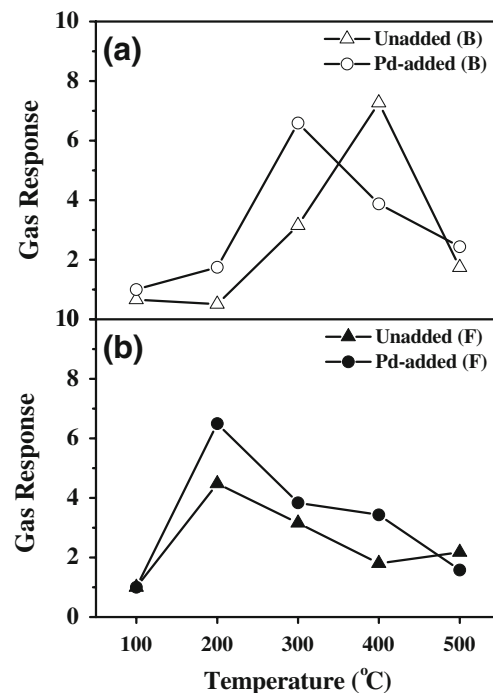 10
(a)
Unadded (B)
Pd-added (B)
8
6
4
2
Gas Response
10
(b)
Unadded (F)
Pd-added (F)
8
6
4
2
0
Gas Response
100 200 300 400 500
Temperature (°C)